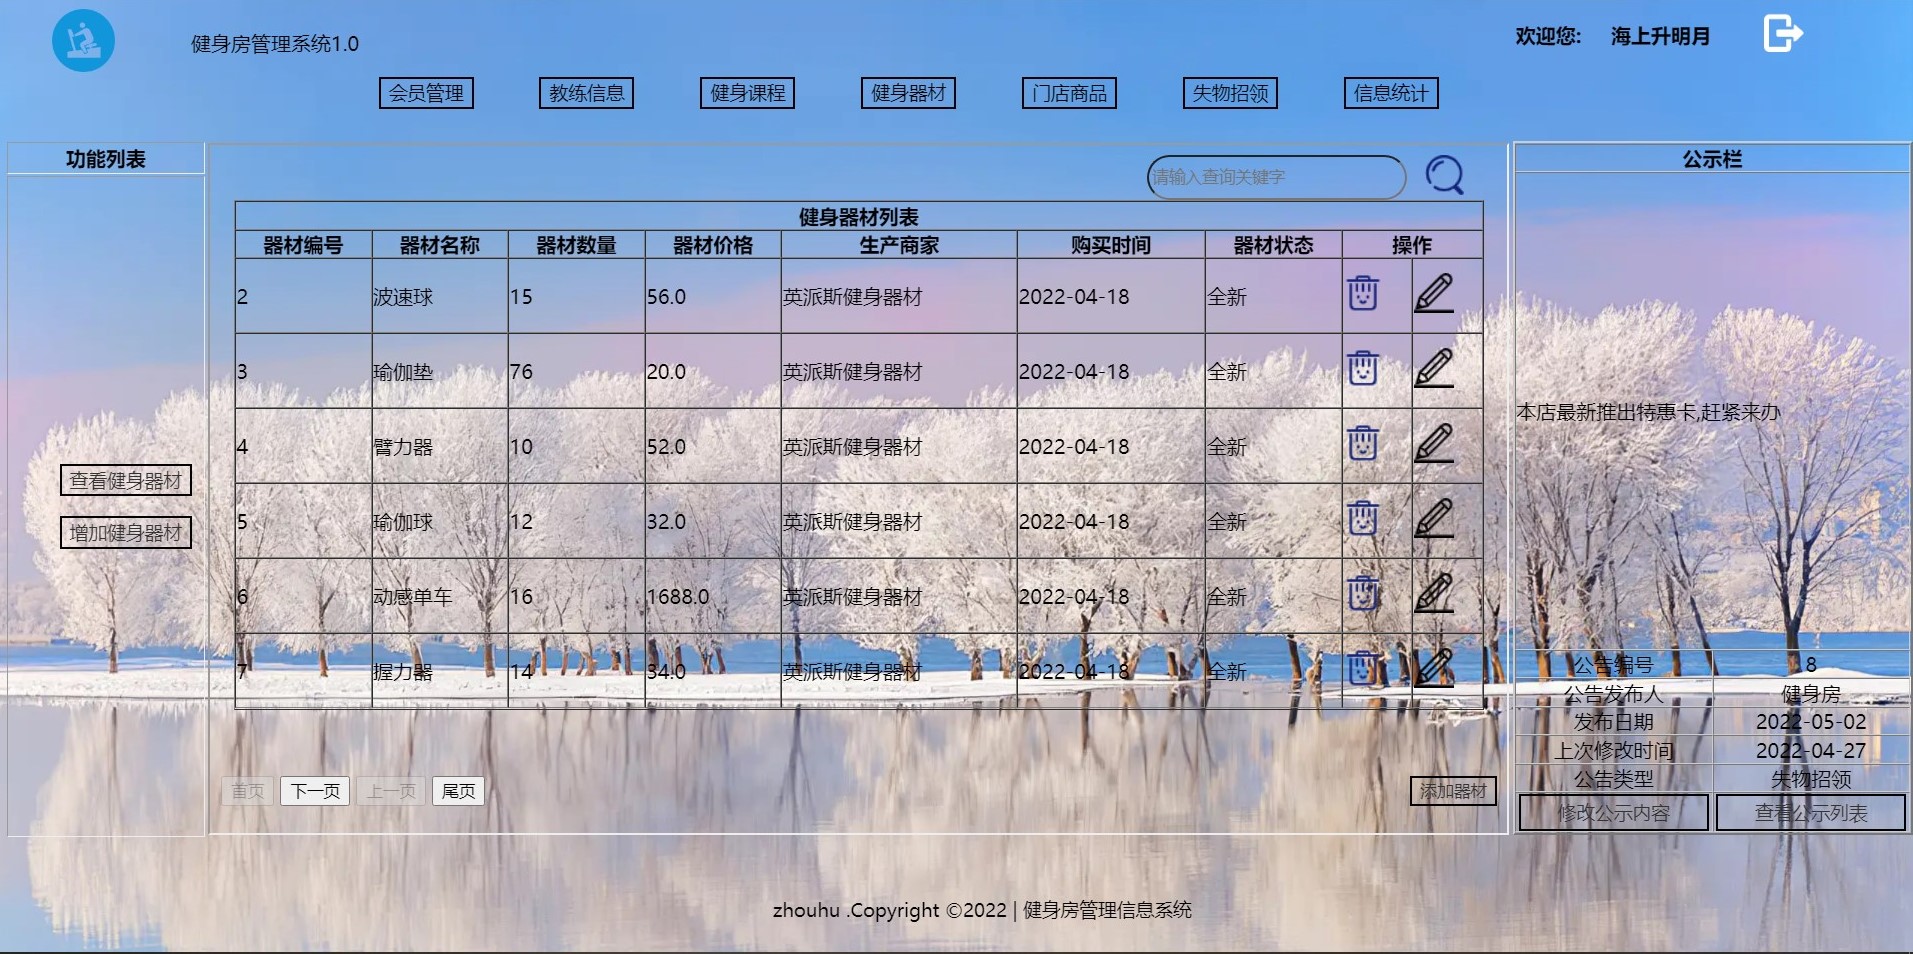 健身房管理系统1.0
欢迎您: 海上升明月
会员管理 教练信息 健身课程 健身器材 门店商品 失物招领 信息统计
功能列表
查看健身器材
增加健身器材
请输入查询关键字
健身器材列表
器材编号 器材名称 器材数量 器材价格 生产商家 购买时间 器材状态 操作
2 波速球 15 56.0 英派斯健身器材 2022-04-18 全新
3 瑜伽垫 76 20.0 英派斯健身器材 2022-04-18 全新
4 臂力器 10 52.0 英派斯健身器材 2022-04-18 全新
5 瑜伽球 12 32.0 英派斯健身器材 2022-04-18 全新
6 动感单车 16 1688.0 英派斯健身器材 2022-04-18 全新
7 握力器 14 34.0 英派斯健身器材 2022-04-18 全新
首页 下一页 上一页 尾页
添加器材
公示栏
本店最新推出特惠卡,赶紧来办
公告编号 8
公告发布人 健身房
发布日期 2022-05-02
上次修改时间 2022-04-27
公告类型 失物招领
修改公示内容 查看公示列表
zhouhu .Copyright ©2022 | 健身房管理信息系统